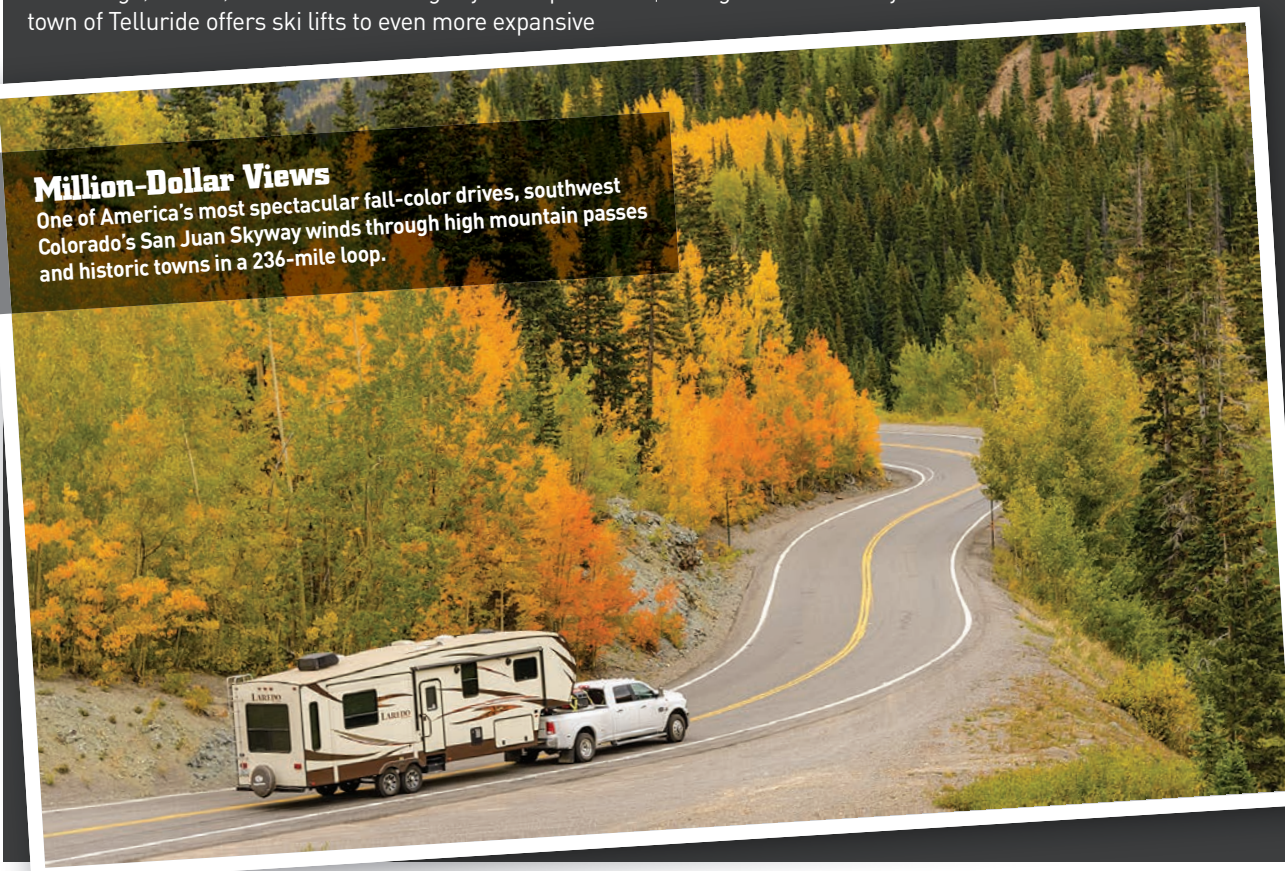 town of Telluride offers ski lifts to even more expansive
Million-Dollar Views
One of America's most spectacular fall-color drives, southwest
Colorado's San Juan Skyway winds through high mountain passes
and historic towns in a 236-mile loop.
LAREDO
LAREDO